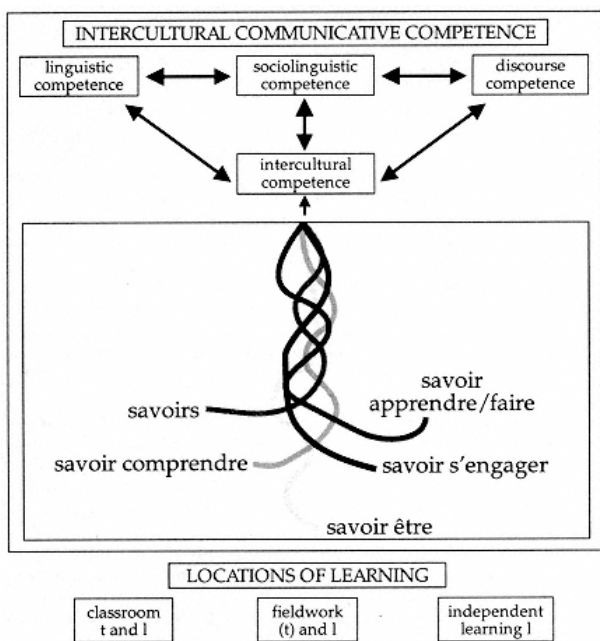 INTERCULTURAL COMMUNICATIVE COMPETENCE
linguistic
competence
sociolinguistic
competence
discourse
competence
intercultural
competence
savoirs
savoir
apprendre/faire
savoir comprendre
savoir s'engager
savoir être
LOCATIONS OF LEARNING
classroom
t and l
fieldwork
(t) and l
independent
learning l